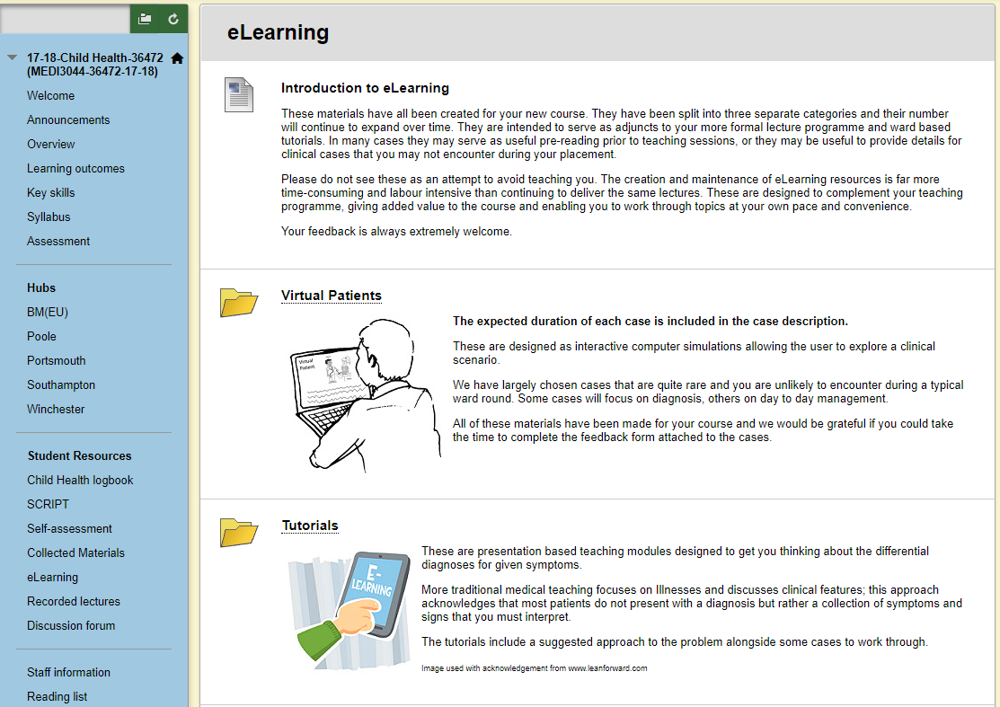 17-18-Child Health-36472
(MEDI3044-36472-17-18)
Welcome
Announcements
Overview
Learning outcomes
Key skills
Syllabus
Assessment
Hubs
BM(EU)
Poole
Portsmouth
Southampton
Winchester
Student Resources
Child Health logbook
SCRIPT
Self-assessment
Collected Materials
eLearning
Recorded lectures
Discussion forum
Staff information
Reading list
eLearning
Introduction to eLearning
These materials have all been created for your new course. They have been split into three separate categories and their number
will continue to expand over time. They are intended to serve as adjuncts to your more formal lecture programme and ward based
tutorials. In many cases they may serve as useful pre-reading prior to teaching sessions, or they may be useful to provide details for
clinical cases that you may not encounter during your placement.
Please do not see these as an attempt to avoid teaching you. The creation and maintenance of eLearning resources is far more
time-consuming and labour intensive than continuing to deliver the same lectures. These are designed to complement your teaching
programme, giving added value to the course and enabling you to work through topics at your own pace and convenience.
Your feedback is always extremely welcome.
Virtual Patients
Virtual
Patient
The expected duration of each case is included in the case description.
These are designed as interactive computer simulations allowing the user to explore a clinical
scenario.
We have largely chosen cases that are quite rare and you are unlikely to encounter during a typical
ward round. Some cases will focus on diagnosis, others on day to day management.
All of these materials have been made for your course and we would be grateful if you could take
the time to complete the feedback form attached to the cases.
Tutorials
E-
LEARNING
These are presentation based teaching modules designed to get you thinking about the differential
diagnoses for given symptoms.
More traditional medical teaching focuses on Illnesses and discusses clinical features; this approach
acknowledges that most patients do not present with a diagnosis but rather a collection of symptoms and
signs that you must interpret.
The tutorials include a suggested approach to the problem alongside some cases to work through.
Image used with acknowledgement from www.leanforward.com